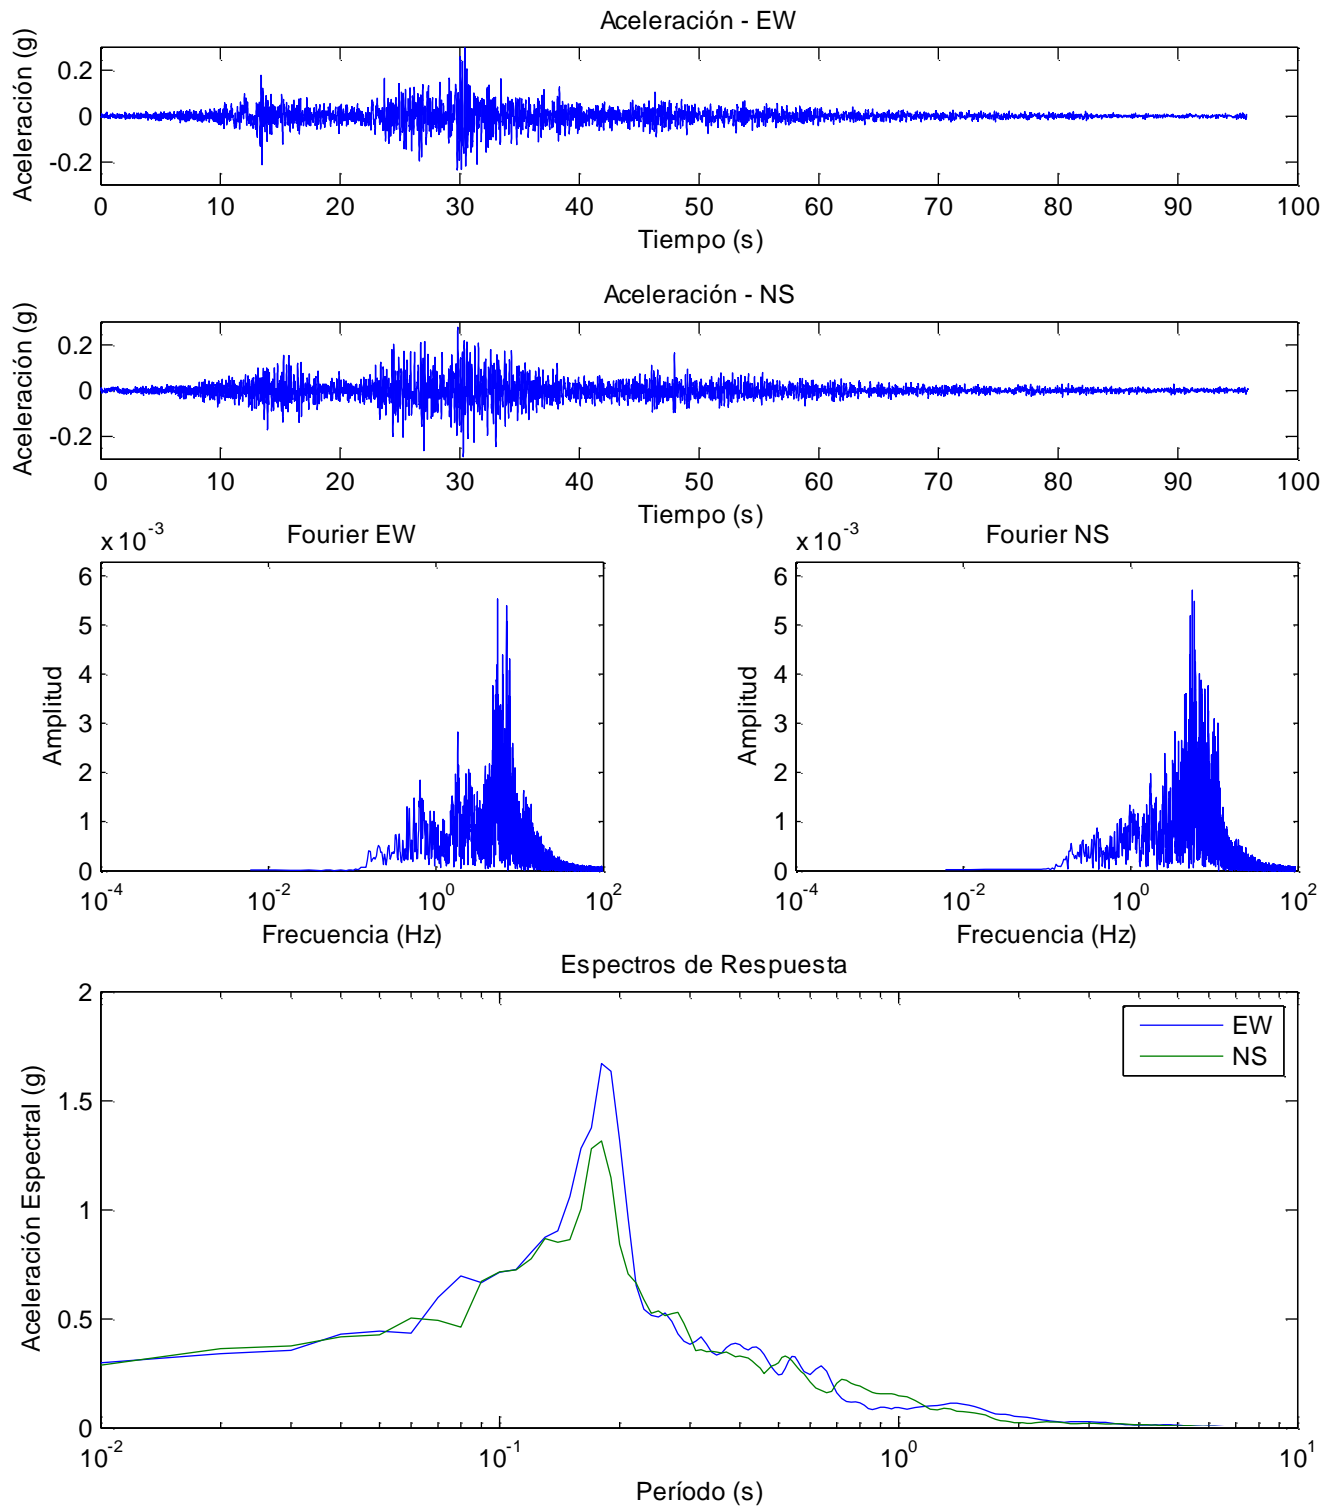 Aceleración - EW
Aceleración (g)
0.2
0
-0.2
0 10 20 30 40 50 60 70 80 90 100
Tiempo (s)
Aceleración - NS
Aceleración (g)
0.2
0
-0.2
0 10 20 30 40 50 60 70 80 90 100
Tiempo (s)
x 10^-3
Fourier EW
Amplitud
6
5
4
3
2
1
0
10^-4 10^-2 10^0 10^2
Frecuencia (Hz)
x 10^-3
Fourier NS
Amplitud
6
5
4
3
2
1
0
10^-4 10^-2 10^0 10^2
Frecuencia (Hz)
Espectros de Respuesta
Aceleración Espectral (g)
2
1.5
1
0.5
0
EW
NS
10^-2 10^-1 10^0 10^1
Período (s)